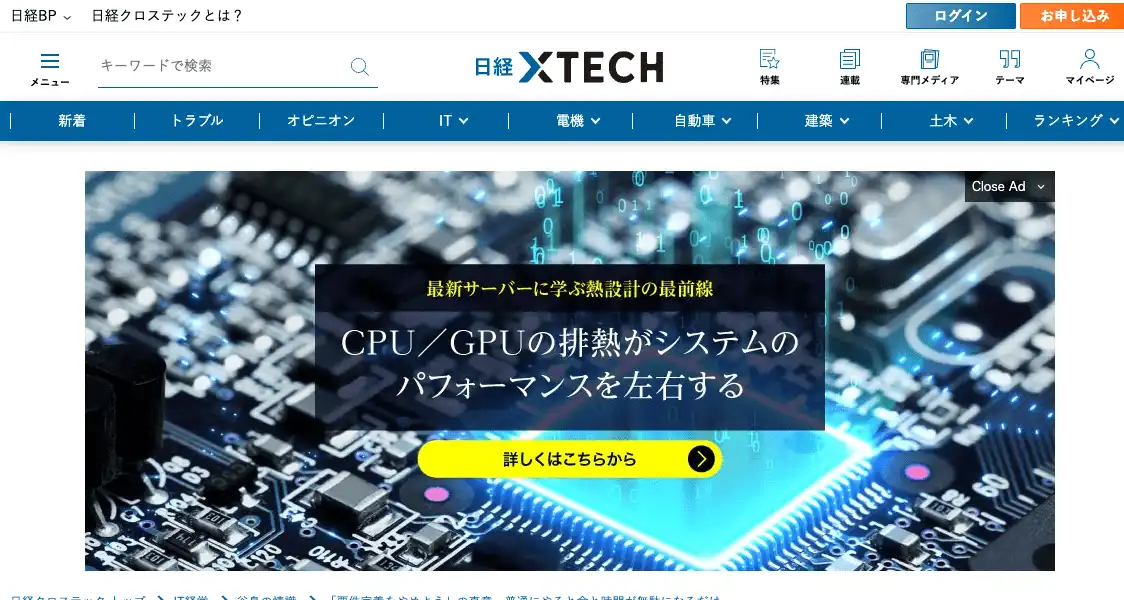 日経BP
日経クロステックとは？
ログイン
お申し込み
メニュー
キーワードで検索
日経 XTECH
特集
連載
専門メディア
テーマ
マイページ
新着
トラブル
オピニオン
IT
電機
自動車
建築
土木
ランキング
Close Ad
最新サーバーに学ぶ熱設計の最前線
CPU／GPUの排熱がシステムの
パフォーマンスを左右する
詳しくはこちらから